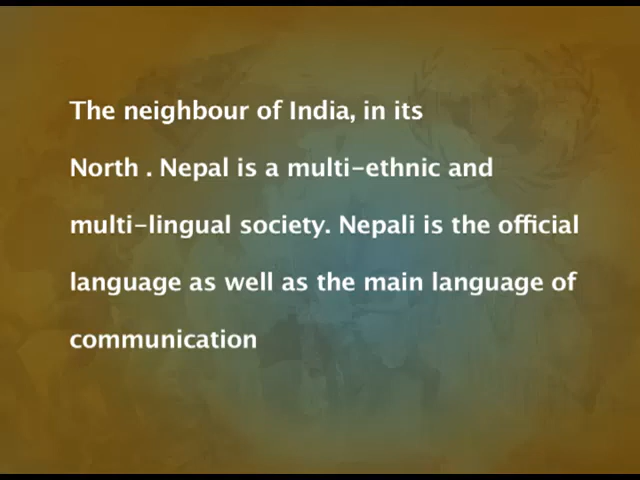 The neighbour of India, in its
North . Nepal is a multi-ethnic and
multi-lingual society. Nepali is the official
language as well as the main language of
communication